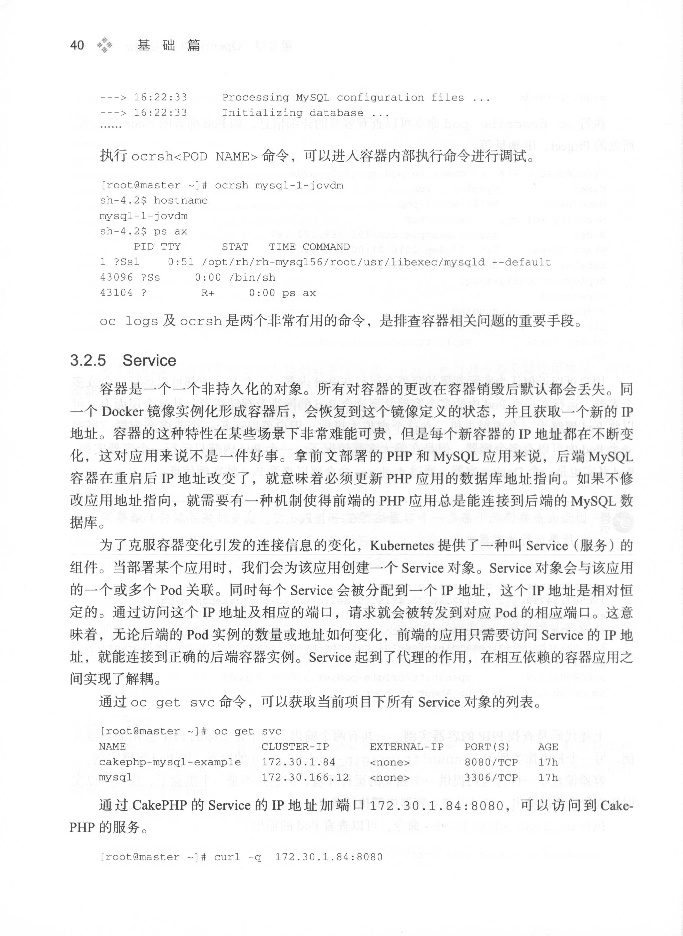 40 基 础 篇
---> 16:22:33 Processing MySQL configuration files ...
---> 16:22:33 Initializing database ...
……
执行 ocrsh<POD NAME> 命令，可以进入容器内部执行命令进行调试。
[root@master ~]# ocrsh mysql-1-jovdm
sh-4.2$ hostname
mysql-1-jovdm
sh-4.2$ ps ax
PID TTY STAT TIME COMMAND
1 ?Ssl 0:51 /opt/rh/rh-mysql56/root/usr/libexec/mysqld --default
43096 ?Ss 0:00 /bin/sh
43104 ? R+ 0:00 ps ax
oc logs 及 ocrsh 是两个非常有用的命令，是排查容器相关问题的重要手段。
3.2.5 Service
容器是一个一个非持久化的对象。所有对容器的更改在容器销毁后默认都会丢失。同
一个 Docker 镜像实例化形成容器后，会恢复到这个镜像定义的状态，并且获取一个新的 IP
地址。容器的这种特性在某些场景下非常难能可贵，但是每个新容器的 IP 地址都在不断变
化，这对应用来说不是一件好事。拿前文部署的 PHP 和 MySQL 应用来说，后端 MySQL
容器在重启后 IP 地址改变了，就意味着必须更新 PHP 应用的数据库地址指向。如果不修
改应用地址指向，就需要有一种机制使得前端的 PHP 应用总是能连接到后端的 MySQL 数
据库。
为了克服容器变化引发的连接信息的变化，Kubernetes 提供了一种叫 Service（服务）的
组件。当部署某个应用时，我们会为该应用创建一个 Service 对象。Service 对象会与该应用
的一个或多个 Pod 关联。同时每个 Service 会被分配到一个 IP 地址，这个 IP 地址是相对恒
定的。通过访问这个 IP 地址及相应的端口，请求就会被转发到对应 Pod 的相应端口。这意
味着，无论后端的 Pod 实例的数量或地址如何变化，前端的应用只需要访问 Service 的 IP 地
址，就能连接到正确的后端容器实例。Service 起到了代理的作用，在相互依赖的容器应用之
间实现了解耦。
通过 oc get svc 命令，可以获取当前项目下所有 Service 对象的列表。
[root@master ~]# oc get svc
NAME CLUSTER-IP EXTERNAL-IP PORT(S) AGE
cakephp-mysql-example 172.30.1.84 <none> 8080/TCP 17h
mysql 172.30.166.12 <none> 3306/TCP 17h
通过 CakePHP 的 Service 的 IP 地址加端口 172.30.1.84:8080，可以访问到 Cake-
PHP 的服务。
[root@master ~]# curl -q 172.30.1.84:8080